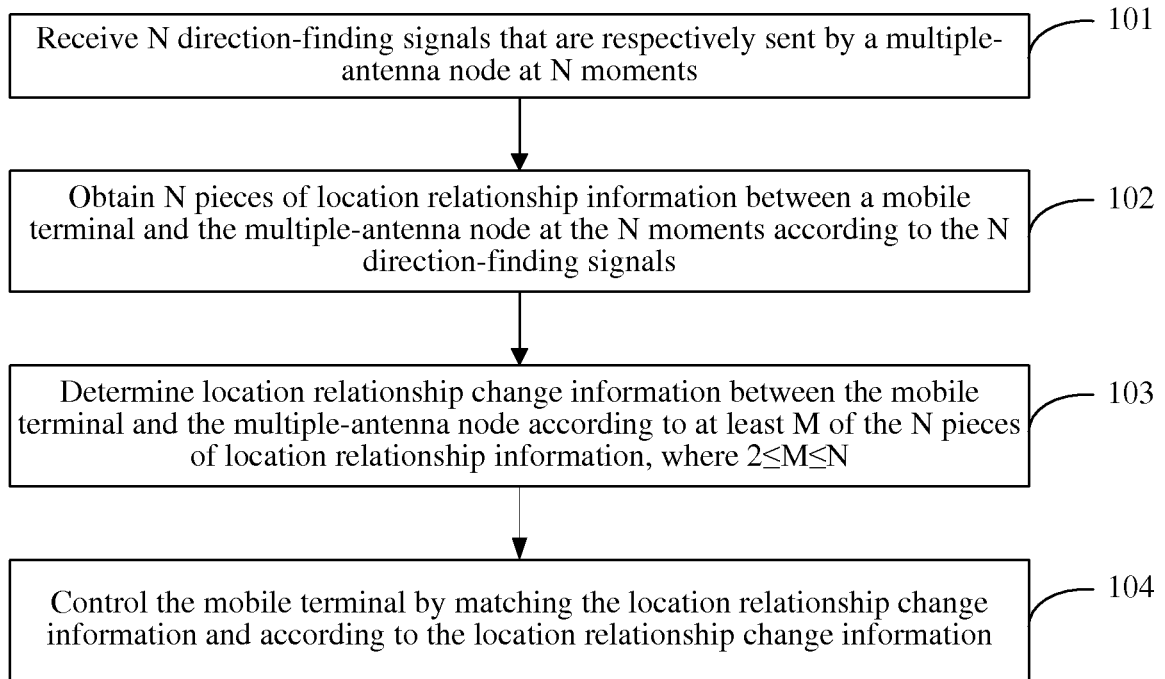 Receive N direction-finding signals that are respectively sent by a multiple-
antenna node at N moments
101
Obtain N pieces of location relationship information between a mobile
terminal and the multiple-antenna node at the N moments according to the N
direction-finding signals
102
Determine location relationship change information between the mobile
terminal and the multiple-antenna node according to at least M of the N pieces
of location relationship information, where 2≤M≤N
103
Control the mobile terminal by matching the location relationship change
information and according to the location relationship change information
104